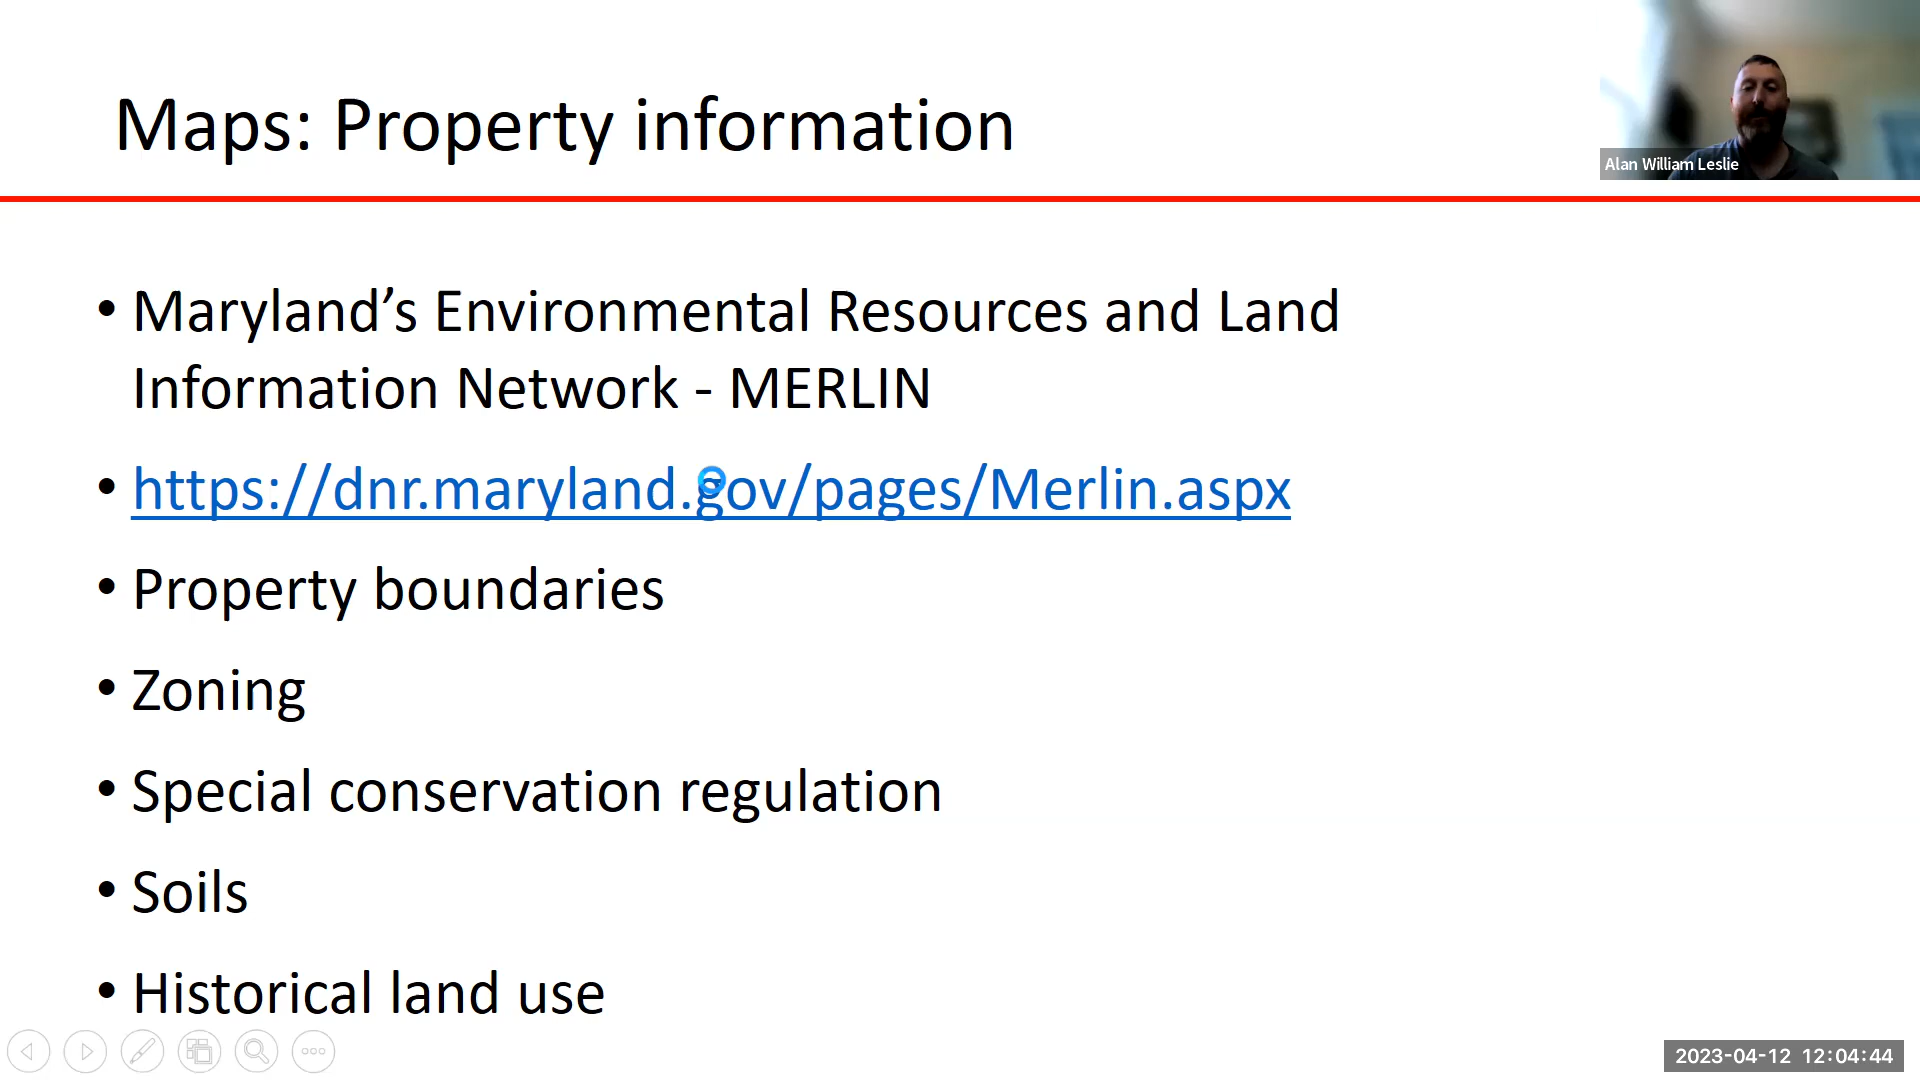 Maps: Property information
Alan William Leslie
• Maryland’s Environmental Resources and Land
Information Network - MERLIN
• https://dnr.maryland.gov/pages/Merlin.aspx
• Property boundaries
• Zoning
• Special conservation regulation
• Soils
• Historical land use
2023-04-12 12:04:44